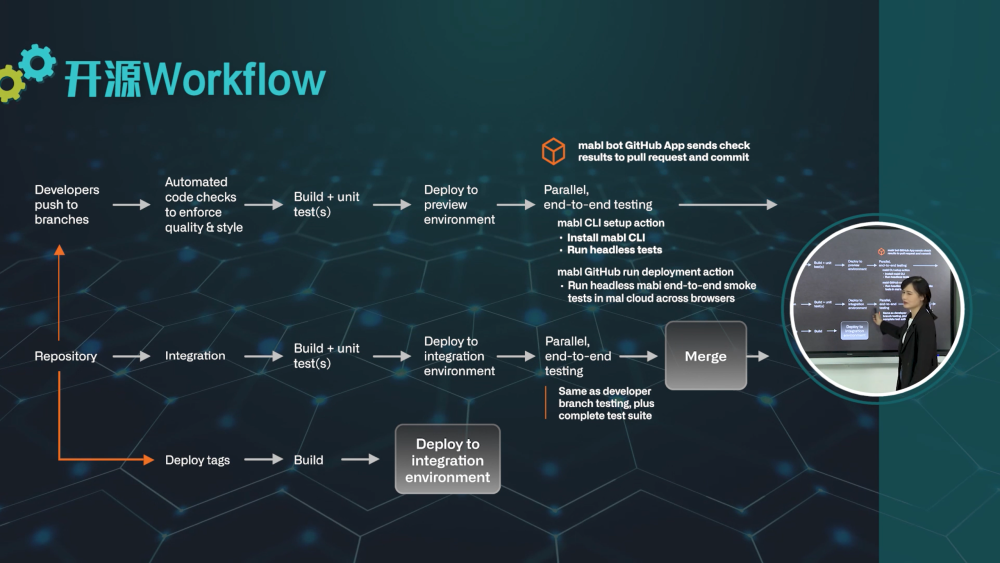 开源Workflow
mabl bot GitHub App sends check
results to pull request and commit
Developers
push to
branches
Automated
code checks
to enforce
quality & style
Build + unit
test(s)
Deploy to
preview
environment
Parallel,
end-to-end testing
mabl CLI setup action
• Install mabl CLI
• Run headless tests
mabl GitHub run deployment action
• Run headless mabi end-to-end smoke
tests in mal cloud across browsers
Repository
Integration
Build + unit
test(s)
Deploy to
integration
environment
Parallel,
end-to-end
testing
Same as developer
branch testing, plus
complete test suite
Merge
Deploy tags
Build
Deploy to
integration
environment